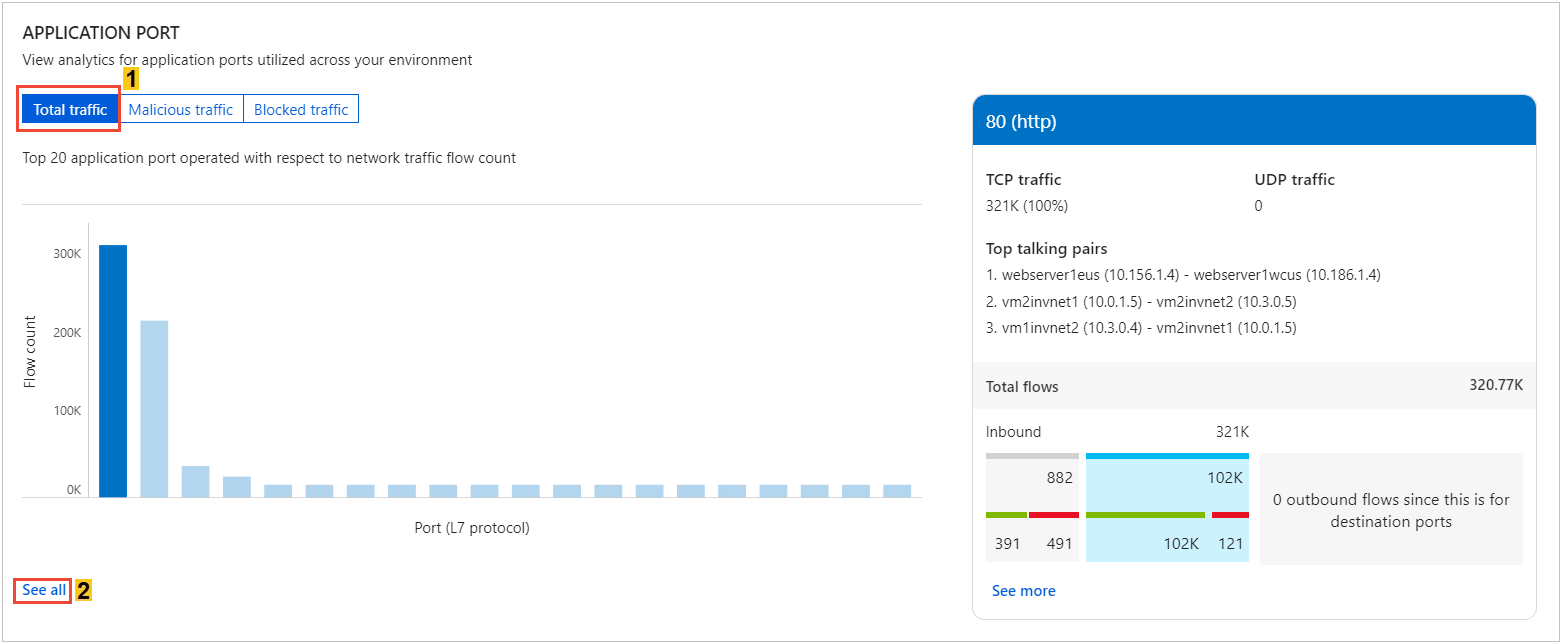 APPLICATION PORT
View analytics for application ports utilized across your environment
1
Total traffic Malicious traffic Blocked traffic
Top 20 application port operated with respect to network traffic flow count
300K
200K
100K
0K
Flow count
Port (L7 protocol)
See all 2
80 (http)
TCP traffic UDP traffic
321K (100%) 0
Top talking pairs
1. webserver1eus (10.156.1.4) - webserver1wcus (10.186.1.4)
2. vm2invnet1 (10.0.1.5) - vm2invnet2 (10.3.0.5)
3. vm1invnet2 (10.3.0.4) - vm2invnet1 (10.0.1.5)
Total flows 320.77K
Inbound 321K
882 102K
391 491 102K 121
0 outbound flows since this is for
destination ports
See more